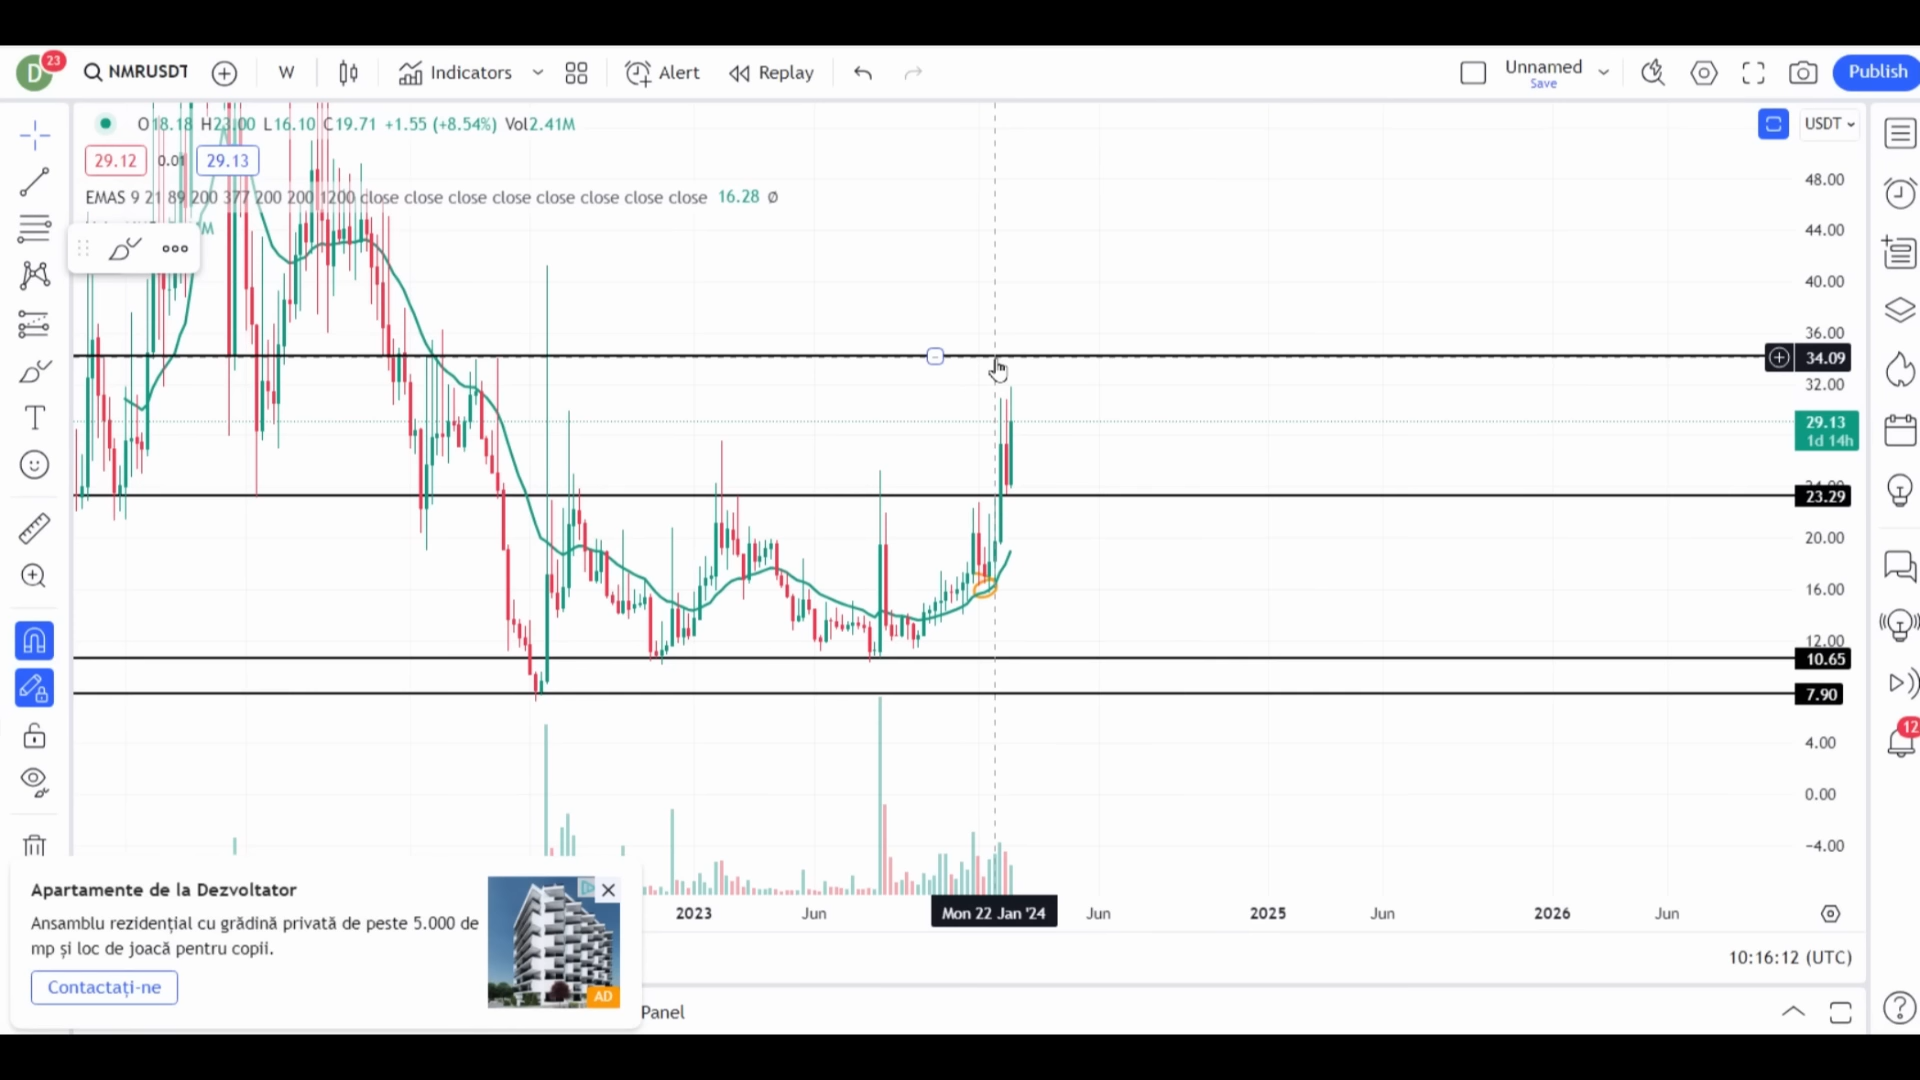 D 23 NMRUSDT W Indicators Alert Replay Unnamed Save Publish
O18.18 H23.00 L16.10 C19.71 +1.55 (+8.54%) Vol2.41M
USDT
29.12 0.01 29.13
EMAS 9 21 89 200 377 200 200 1200 close close close close close close close close 16.28 Ø
M
48.00
44.00
40.00
36.00
34.09
32.00
29.13
1d 14h
23.29
20.00
16.00
12.00
10.65
7.90
12
4.00
0.00
-4.00
2023 Jun Mon 22 Jan '24 Jun 2025 Jun 2026 Jun
Apartamente de la Dezvoltator
Ansamblu rezidențial cu grădină privată de peste 5.000 de
mp și loc de joacă pentru copii.
Contactați-ne
AD
10:16:12 (UTC)
Panel